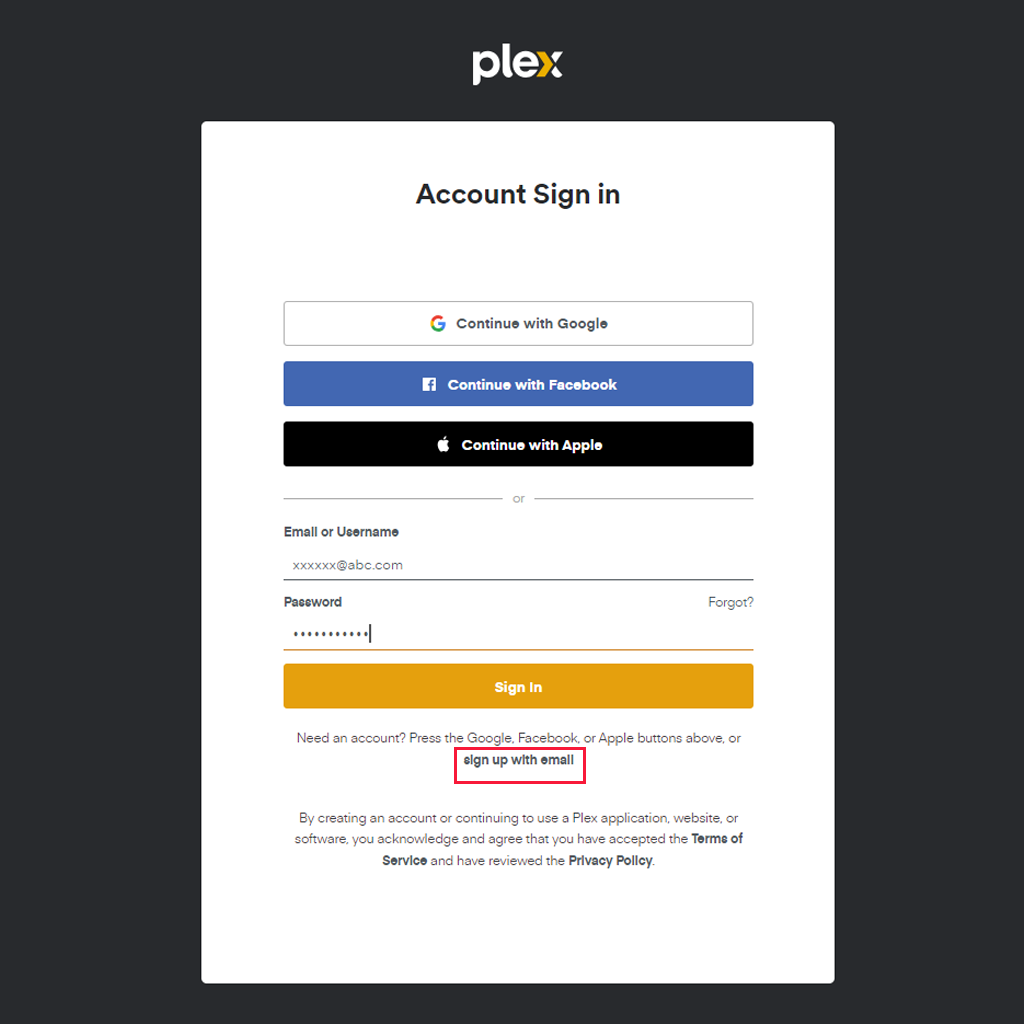 plex
Account Sign in
Continue with Google
Continue with Facebook
Continue with Apple
or
Email or Username
xxxxxx@abc.com
Password Forgot?
•••••••••••
Sign In
Need an account? Press the Google, Facebook, or Apple buttons above, or
sign up with email
By creating an account or continuing to use a Plex application, website, or
software, you acknowledge and agree that you have accepted the Terms of
Service and have reviewed the Privacy Policy.